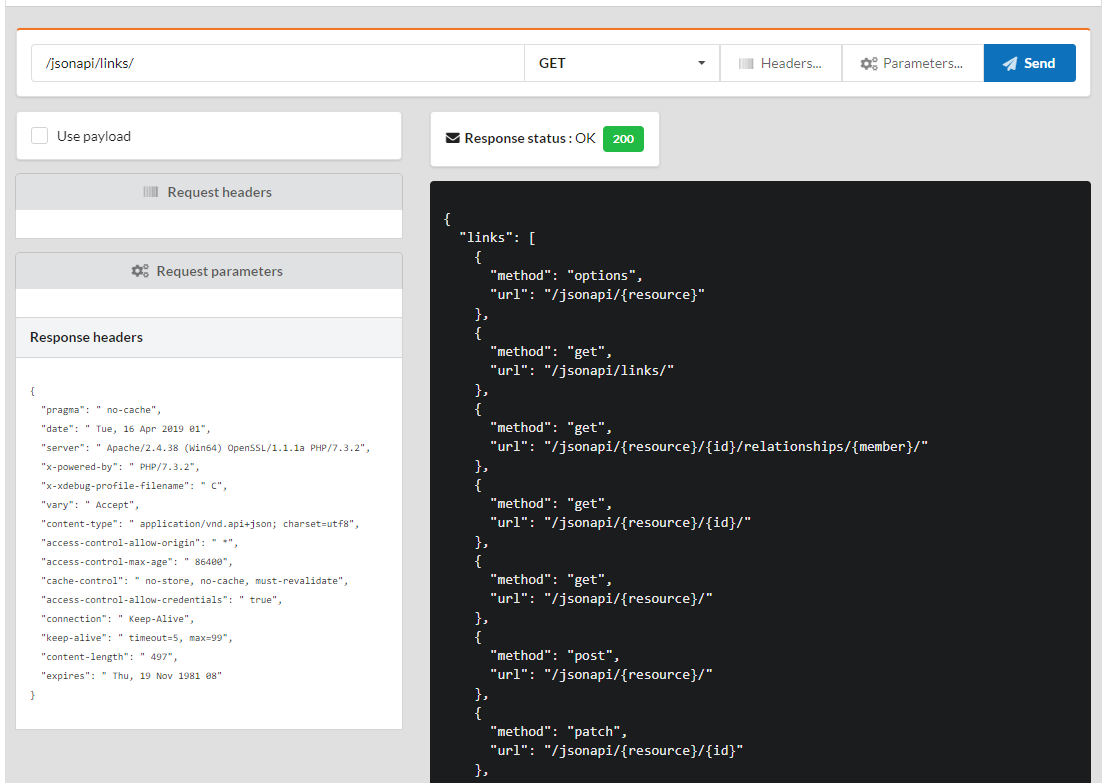 /jsonapi/links/ GET Headers... Parameters... Send
Use payload
Request headers
Request parameters
Response headers
{
"pragma": " no-cache",
"date": " Tue, 16 Apr 2019 01",
"server": " Apache/2.4.38 (Win64) OpenSSL/1.1.1a PHP/7.3.2",
"x-powered-by": " PHP/7.3.2",
"x-xdebug-profile-filename": " C",
"vary": " Accept",
"content-type": " application/vnd.api+json; charset=utf8",
"access-control-allow-origin": " *",
"access-control-max-age": " 86400",
"cache-control": " no-store, no-cache, must-revalidate",
"access-control-allow-credentials": " true",
"connection": " Keep-Alive",
"keep-alive": " timeout=5, max=99",
"content-length": " 497",
"expires": " Thu, 19 Nov 1981 08"
}
Response status : OK 200
{
"links": [
{
"method": "options",
"url": "/jsonapi/{resource}"
},
{
"method": "get",
"url": "/jsonapi/links/"
},
{
"method": "get",
"url": "/jsonapi/{resource}/{id}/relationships/{member}/"
},
{
"method": "get",
"url": "/jsonapi/{resource}/{id}/"
},
{
"method": "get",
"url": "/jsonapi/{resource}/"
},
{
"method": "post",
"url": "/jsonapi/{resource}/"
},
{
"method": "patch",
"url": "/jsonapi/{resource}/{id}"
},